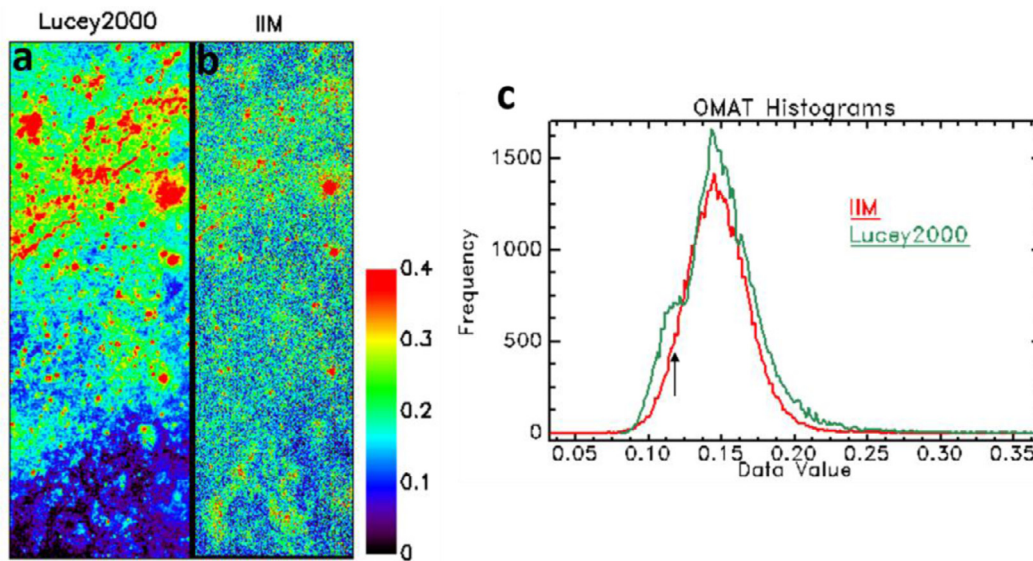 Lucey2000
IIM
a
b
0.4
0.3
0.2
0.1
0
c
OMAT Histograms
1500
1000
500
0
Frequency
IIM
Lucey2000
0.05 0.10 0.15 0.20 0.25 0.30 0.35
Data Value